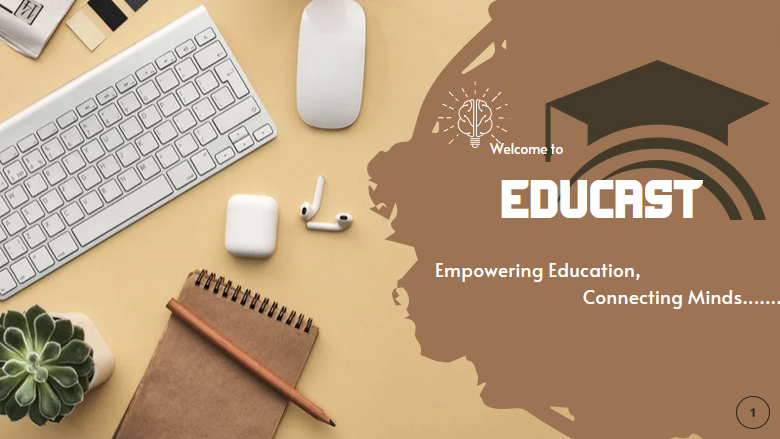 Welcome to
EDUCAST
Empowering Education,
Connecting Minds.......
1